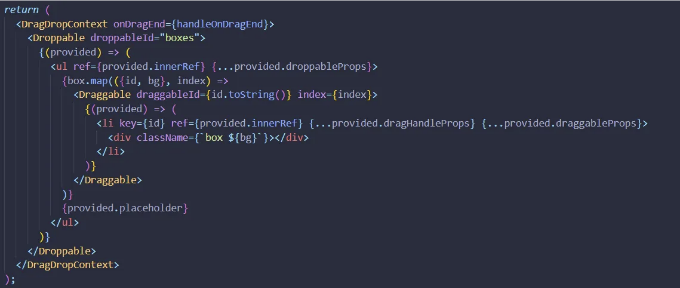 return (
  <DragDropContext onDragEnd={handleOnDragEnd}>
    <Droppable droppableId="boxes">
      {(provided) => (
        <ul ref={provided.innerRef} {...provided.droppableProps}>
          {box.map(({id, bg}, index) =>
            <Draggable draggableId={id.toString()} index={index}>
              {(provided) => (
                <li key={id} ref={provided.innerRef} {...provided.dragHandleProps} {...provided.draggableProps}>
                  <div className={`box ${bg}`}></div>
                </li>
              )}
            </Draggable>
          )}
          {provided.placeholder}
        </ul>
      )}
    </Droppable>
  </DragDropContext>
);